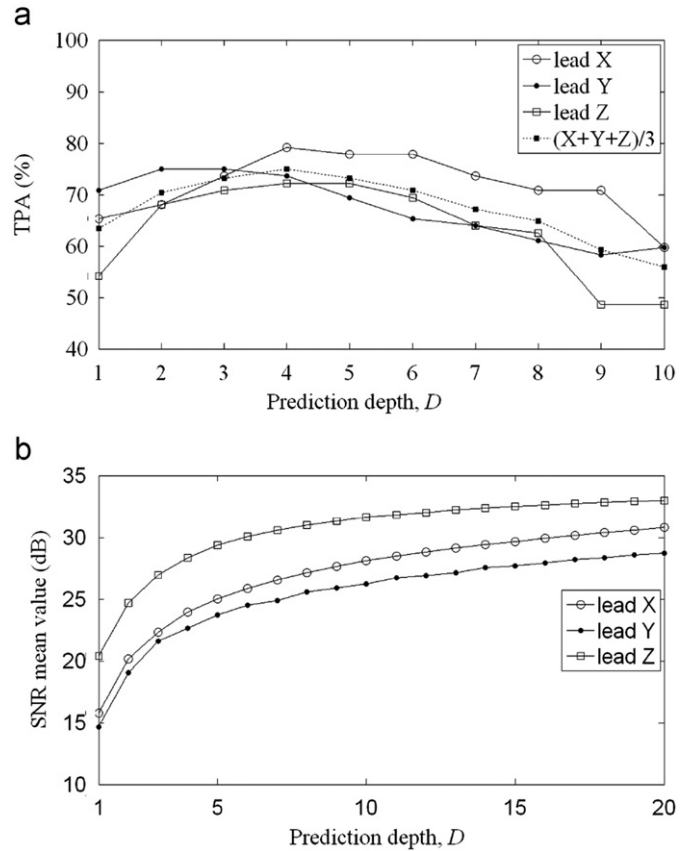 a
100
90
80
70
60
50
40
TPA (%)
lead X
lead Y
lead Z
(X+Y+Z)/3
1 2 3 4 5 6 7 8 9 10
Prediction depth, D
b
35
30
25
20
15
10
SNR mean value (dB)
lead X
lead Y
lead Z
1 5 10 15 20
Prediction depth, D